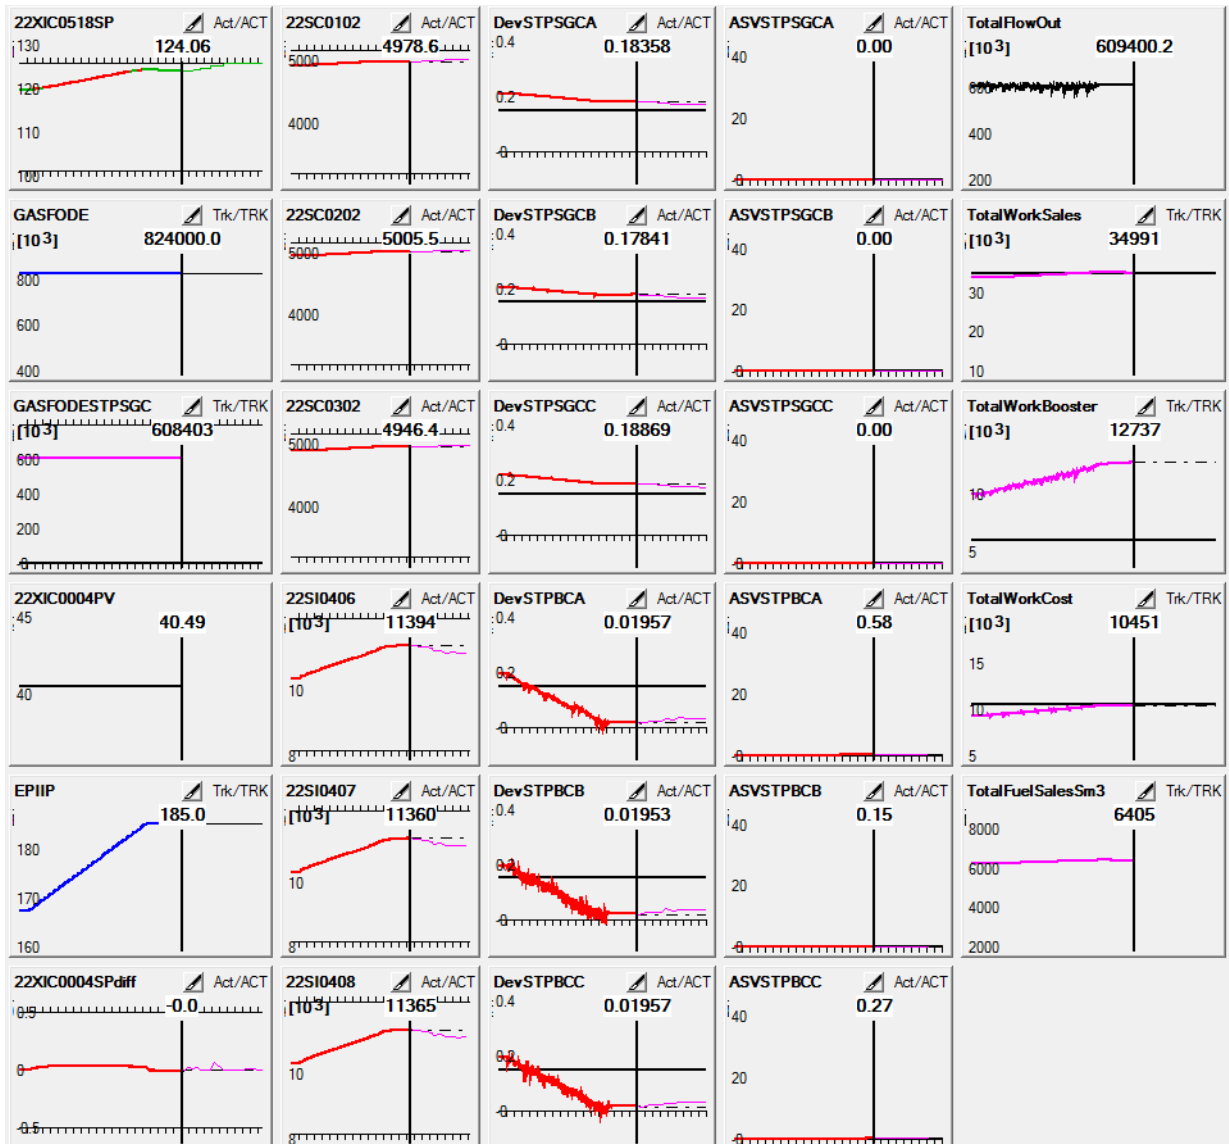 22XIC0518SP Act/ACT
130 124.06
120
110
100
22SC0102 Act/ACT
5000 4978.6
4000
DevSTPSGCA Act/ACT
0.4 0.18358
0.2
0
ASVSTPSGCA Act/ACT
40 0.00
20
0
TotalFlowOut
[10 3] 609400.2
600
400
200
GASFODE Trk/TRK
[10 3] 824000.0
800
600
400
22SC0202 Act/ACT
5000 5005.5
4000
DevSTPSGCB Act/ACT
0.4 0.17841
0.2
0
ASVSTPSGCB Act/ACT
40 0.00
20
0
TotalWorkSales Trk/TRK
[10 3] 34991
30
20
10
GASFODESTPSGC Trk/TRK
[10 3] 608403
600
400
200
0
22SC0302 Act/ACT
5000 4946.4
4000
DevSTPSGCC Act/ACT
0.4 0.18869
0.2
0
ASVSTPSGCC Act/ACT
40 0.00
20
0
TotalWorkBooster Trk/TRK
[10 3] 12737
10
5
22XIC0004PV
45 40.49
40
22SI0406 Act/ACT
[10 3] 11394
10
8
DevSTPBCA Act/ACT
0.4 0.01957
0.2
0
ASVSTPBCA Act/ACT
40 0.58
20
0
TotalWorkCost Trk/TRK
[10 3] 10451
15
10
5
EPIIP Trk/TRK
185.0
180
170
160
22SI0407 Act/ACT
[10 3] 11360
10
8
DevSTPBCB Act/ACT
0.4 0.01953
0.2
0
ASVSTPBCB Act/ACT
40 0.15
20
0
TotalFuelSalesSm3 Trk/TRK
8000 6405
6000
4000
2000
22XIC0004SPdiff Act/ACT
0.5 -0.0
0
-0.5
22SI0408 Act/ACT
[10 3] 11365
10
8
DevSTPBCC Act/ACT
0.4 0.01957
0.2
0
ASVSTPBCC Act/ACT
40 0.27
20
0